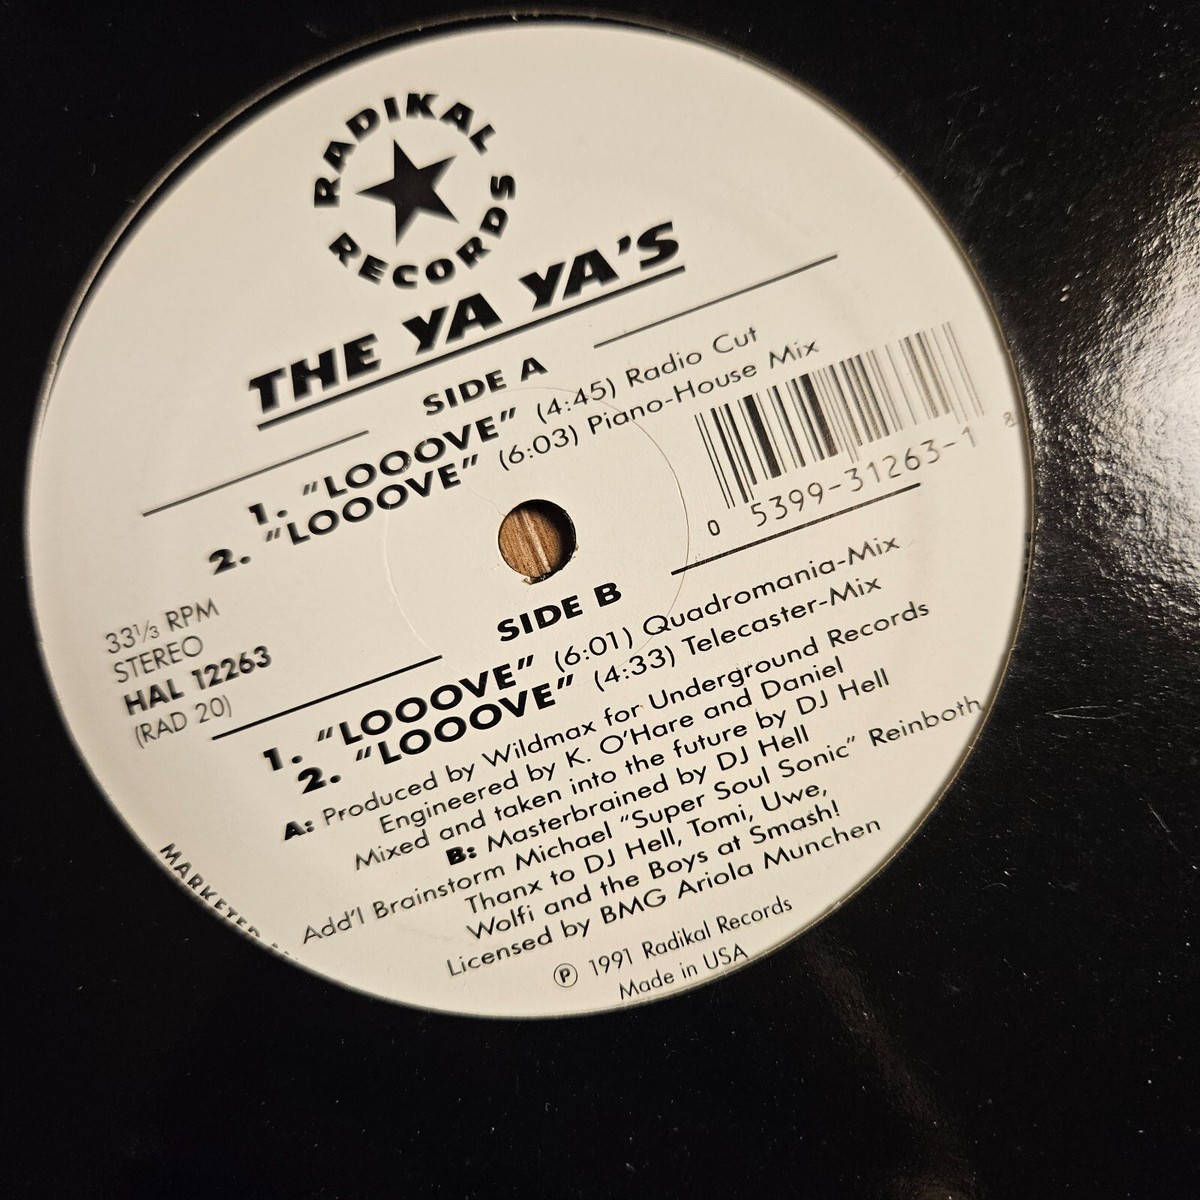 RADIKAL RECORDS
THE YA YA'S
SIDE A
1. "LOOOVE" (4:45) Radio Cut
2. "LOOOVE" (6:03) Piano-House Mix
0 5399-31263-1 8
33⅓ RPM
STEREO
HAL 12263
(RAD 20)
SIDE B
1. "LOOOVE" (6:01) Quadromania-Mix
2. "LOOOVE" (4:33) Telecaster-Mix
A: Produced by Wildmax for Underground Records
Engineered by K. O'Hare and Daniel
Mixed and taken into the future by DJ Hell
B: Masterbrained by DJ Hell
Add'l Brainstorm Michael "Super Soul Sonic" Reinboth
Thanx to DJ Hell, Tomi, Uwe,
Wolfi and the Boys at Smash!
Licensed by BMG Ariola Munchen
℗ 1991 Radikal Records
Made in USA
MARKETED